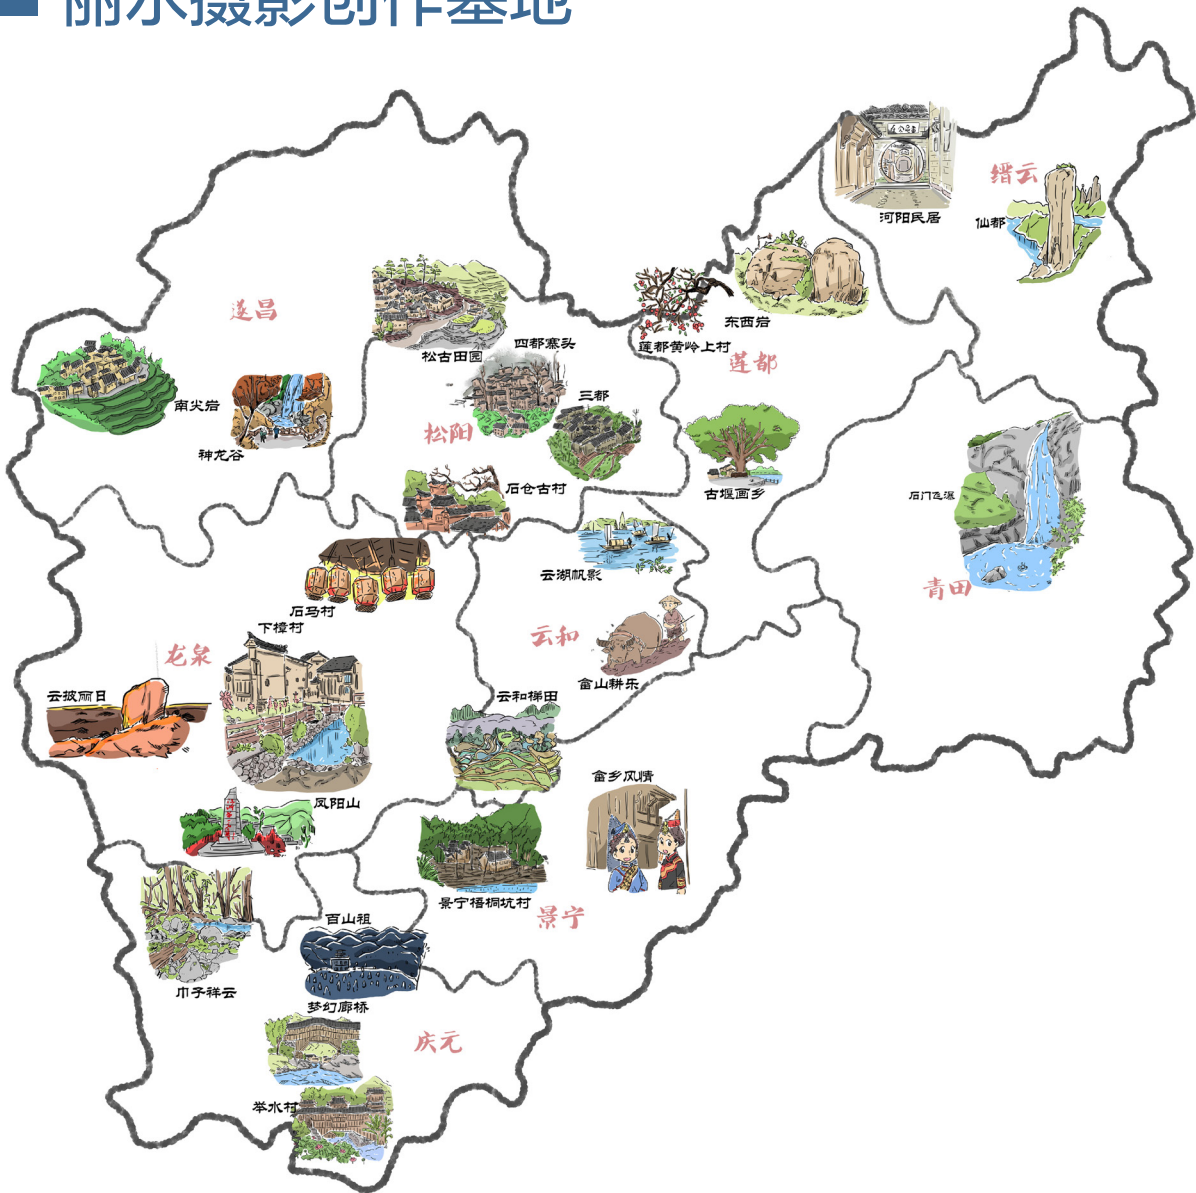 丽水摄影创作基地
缙云
河阳民居
仙都
遂昌
东西岩
莲都黄岭上村
莲都
松古田园
四都寨头
三都
松阳
南尖岩
神龙谷
石仓古村
古堰画乡
石门飞瀑
青田
云湖帆影
石马村
下樟村
云和
龙泉
畲山耕乐
云披丽日
云和梯田
畲乡风情
凤阳山
景宁梧桐坑村
景宁
百山祖
巾子祥云
梦幻廊桥
庆元
举水村